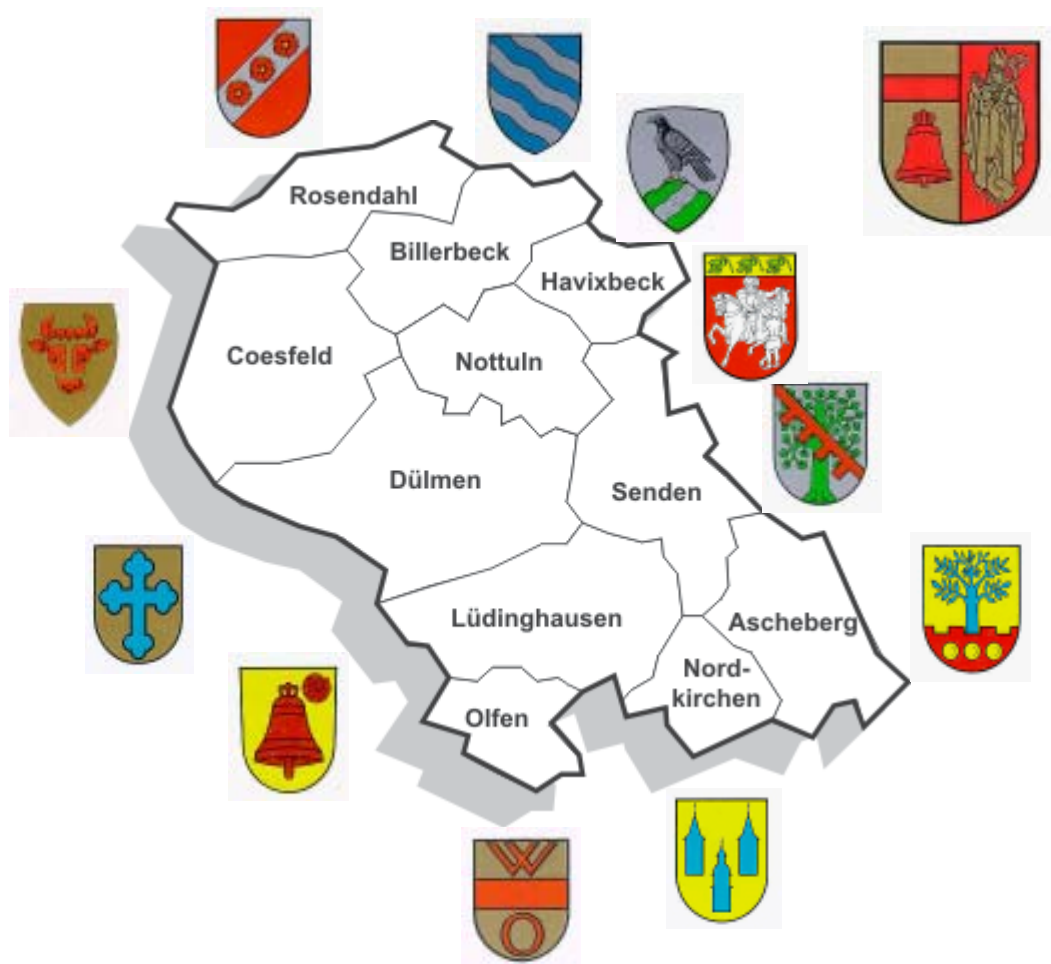 Rosendahl
Billerbeck
Havixbeck
Coesfeld
Nottuln
Dülmen
Senden
Lüdinghausen
Ascheberg
Nord-
kirchen
Olfen
W
O